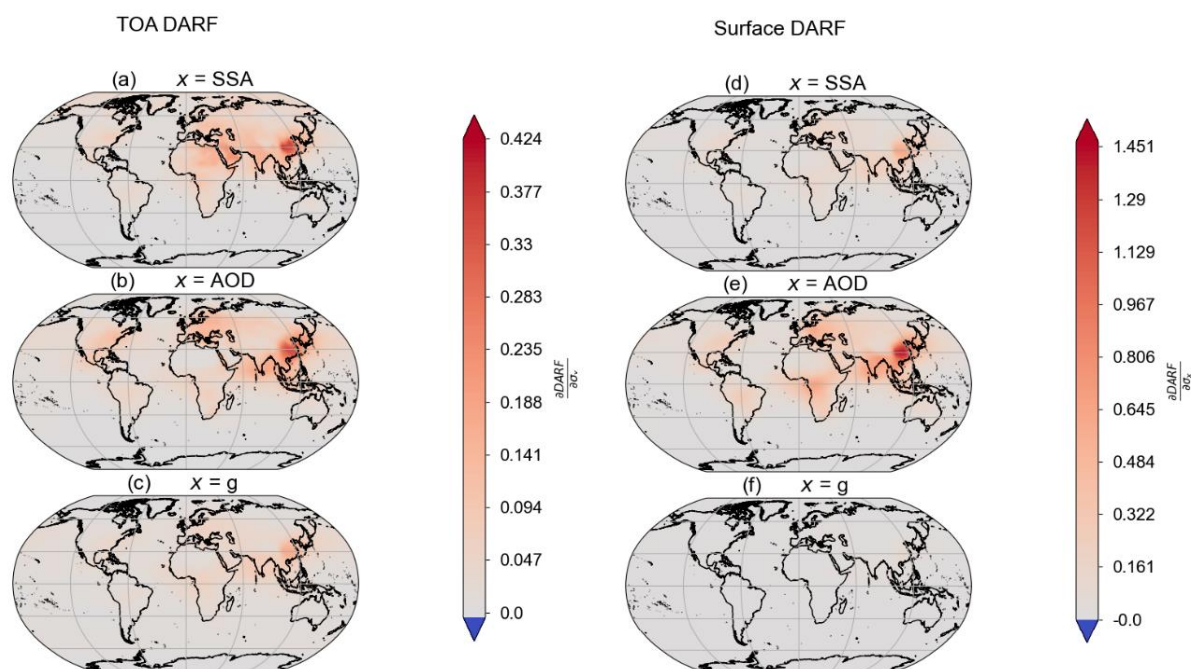 TOA DARF
Surface DARF
(a) x = SSA
(b) x = AOD
(c) x = g
0.424
0.377
0.33
0.283
0.235
0.188
0.141
0.094
0.047
0.0
∂DARF
∂σₓ
(d) x = SSA
(e) x = AOD
(f) x = g
1.451
1.29
1.129
0.967
0.806
0.645
0.484
0.322
0.161
-0.0
∂DARF
∂σₓ